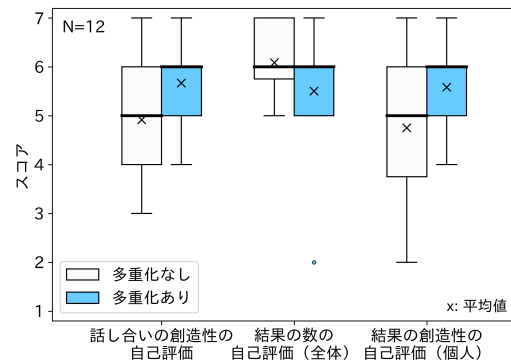 N=12
スコア
7
6
5
4
3
2
1
多重化なし
多重化あり
x: 平均値
話し合いの創造性の
自己評価
結果の数の
自己評価（全体）
結果の創造性の
自己評価（個人）